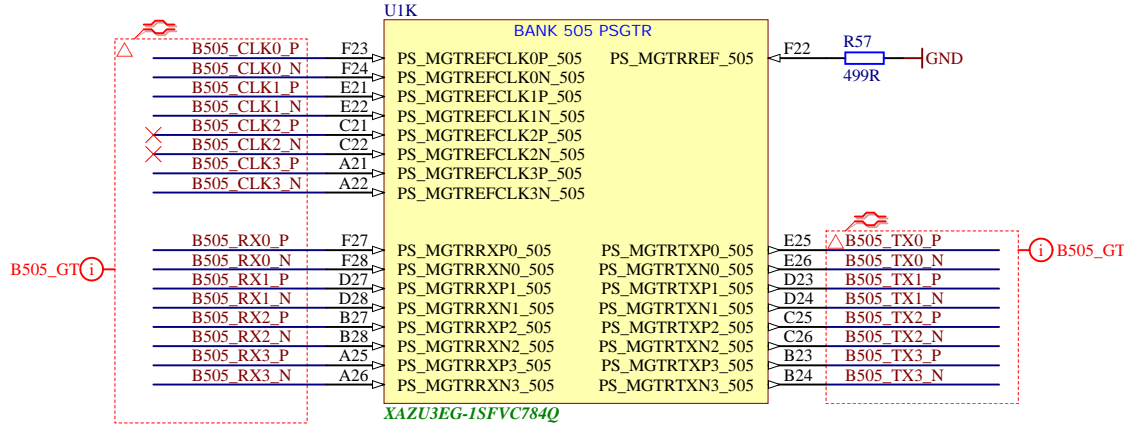 U1K
BANK 505 PSGTR
B505_CLK0_P F23 PS_MGTREFCLK0P_505 PS_MGTRREF_505 F22 R57 499R GND
B505_CLK0_N F24 PS_MGTREFCLK0N_505
B505_CLK1_P E21 PS_MGTREFCLK1P_505
B505_CLK1_N E22 PS_MGTREFCLK1N_505
B505_CLK2_P C21 PS_MGTREFCLK2P_505
B505_CLK2_N C22 PS_MGTREFCLK2N_505
B505_CLK3_P A21 PS_MGTREFCLK3P_505
B505_CLK3_N A22 PS_MGTREFCLK3N_505
B505_RX0_P F27 PS_MGTRRXP0_505 PS_MGTRTXP0_505 E25 B505_TX0_P
B505_GT i B505_RX0_N F28 PS_MGTRRXN0_505 PS_MGTRTXN0_505 E26 B505_TX0_N i B505_GT
B505_RX1_P D27 PS_MGTRRXP1_505 PS_MGTRTXP1_505 D23 B505_TX1_P
B505_RX1_N D28 PS_MGTRRXN1_505 PS_MGTRTXN1_505 D24 B505_TX1_N
B505_RX2_P B27 PS_MGTRRXP2_505 PS_MGTRTXP2_505 C25 B505_TX2_P
B505_RX2_N B28 PS_MGTRRXN2_505 PS_MGTRTXN2_505 C26 B505_TX2_N
B505_RX3_P A25 PS_MGTRRXP3_505 PS_MGTRTXP3_505 B23 B505_TX3_P
B505_RX3_N A26 PS_MGTRRXN3_505 PS_MGTRTXN3_505 B24 B505_TX3_N
XAZU3EG-1SFVC784Q